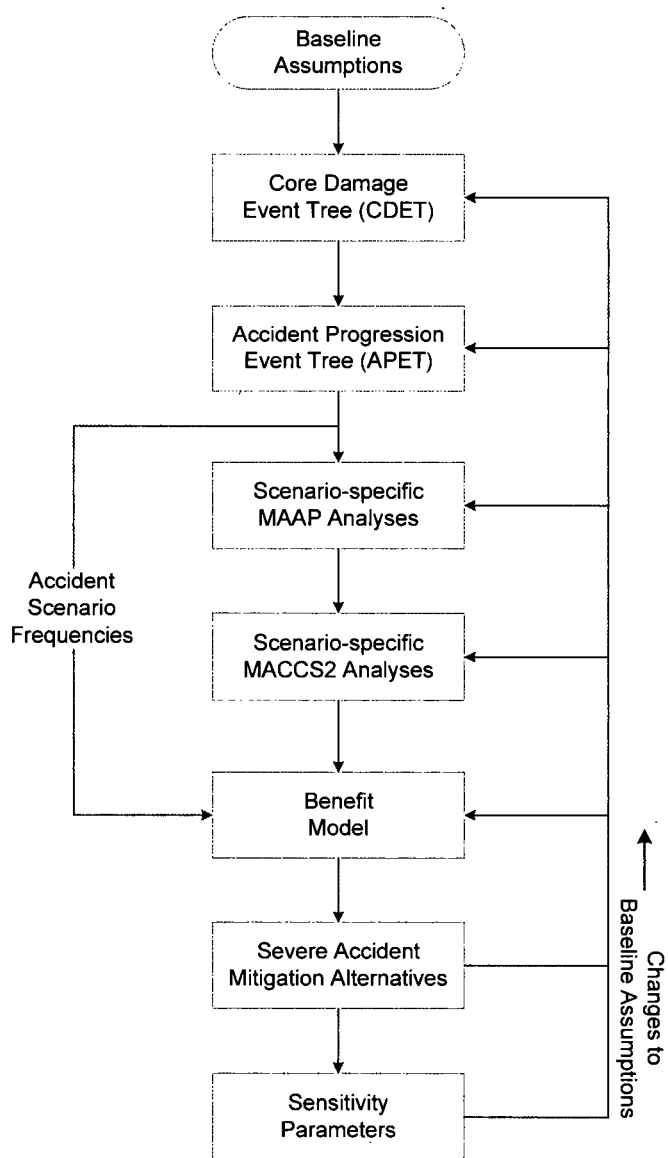 Baseline
Assumptions
Core Damage
Event Tree (CDET)
Accident Progression
Event Tree (APET)
Scenario-specific
MAAP Analyses
Accident
Scenario
Frequencies
Scenario-specific
MACCS2 Analyses
Benefit
Model
Severe Accident
Mitigation Alternatives
Changes to
Baseline Assumptions
Sensitivity
Parameters